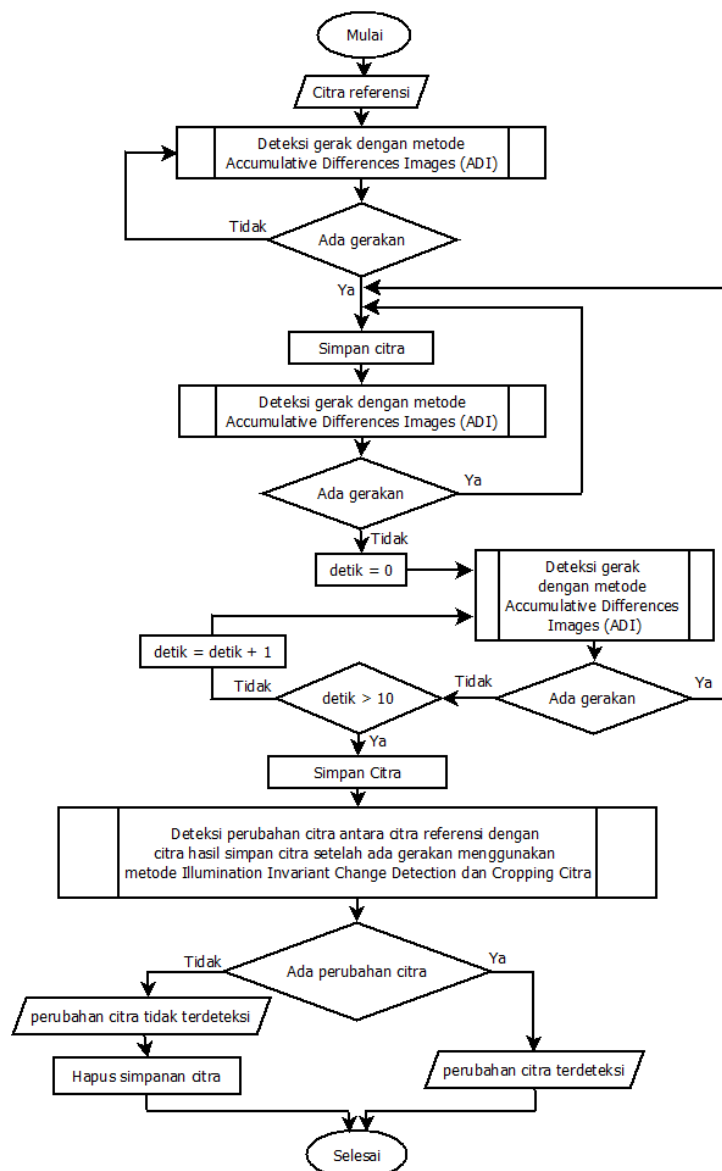 Mulai
Citra referensi
Deteksi gerak dengan metode
Accumulative Differences Images (ADI)
Tidak
Ada gerakan
Ya
Simpan citra
Deteksi gerak dengan metode
Accumulative Differences Images (ADI)
Ada gerakan
Ya
Tidak
detik = 0
Deteksi gerak
dengan metode
Accumulative Differences
Images (ADI)
detik = detik + 1
Tidak
detik > 10
Tidak
Ada gerakan
Ya
Ya
Simpan Citra
Deteksi perubahan citra antara citra referensi dengan
citra hasil simpan citra setelah ada gerakan menggunakan
metode Illumination Invariant Change Detection dan Cropping Citra
Tidak
Ada perubahan citra
Ya
perubahan citra tidak terdeteksi
Hapus simpanan citra
perubahan citra terdeteksi
Selesai